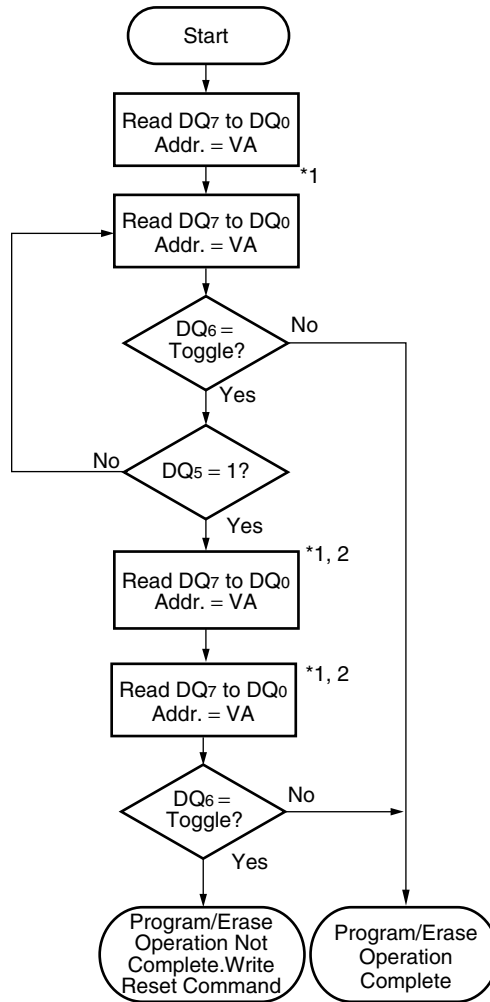 Start
Read DQ7 to DQ0
Addr. = VA
*1
Read DQ7 to DQ0
Addr. = VA
DQ6 =
Toggle?
No
Yes
DQ5 = 1?
No
Yes
*1, 2
Read DQ7 to DQ0
Addr. = VA
*1, 2
Read DQ7 to DQ0
Addr. = VA
DQ6 =
Toggle?
No
Yes
Program/Erase
Operation Not
Complete.Write
Reset Command
Program/Erase
Operation
Complete